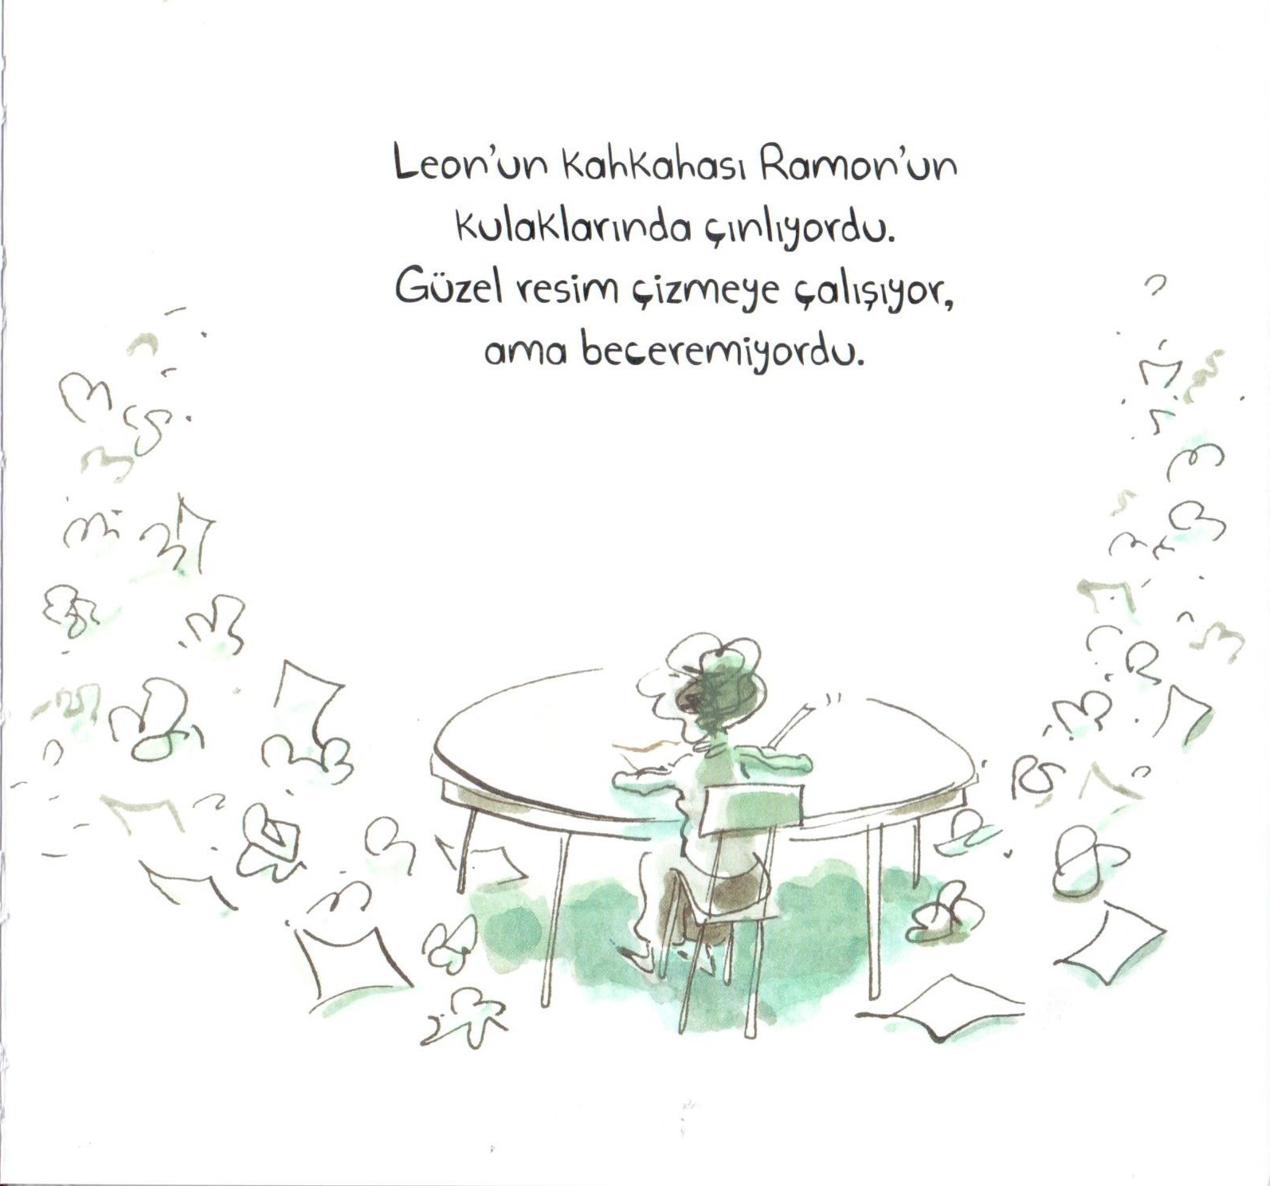 Leon'un kahkahası Ramon'un
kulaklarında çınlıyordu.
Güzel resim çizmeye çalışıyor,
ama beceremiyordu.